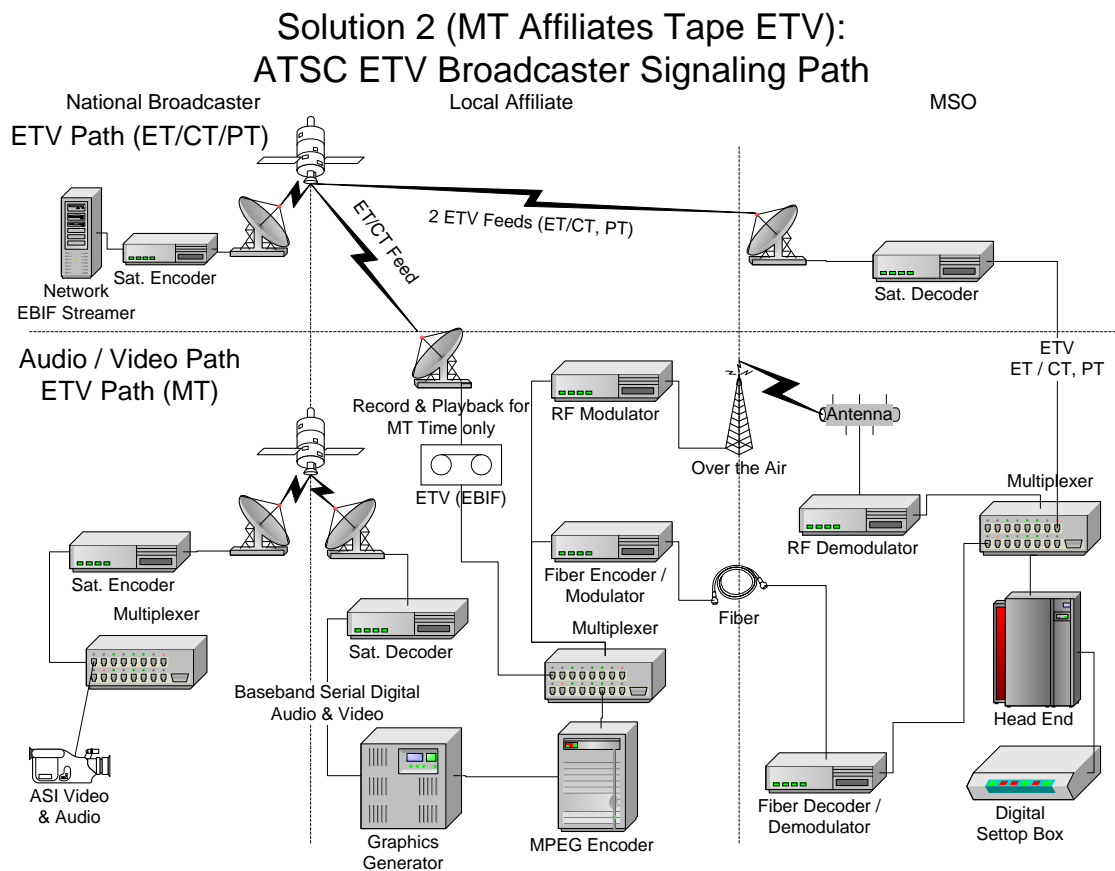 Solution 2 (MT Affiliates Tape ETV):
ATSC ETV Broadcaster Signaling Path
National Broadcaster
Local Affiliate
MSO
ETV Path (ET/CT/PT)
ET/CT Feed
2 ETV Feeds (ET/CT, PT)
Sat. Encoder
Network
EBIF Streamer
Sat. Decoder
Audio / Video Path
ETV Path (MT)
ETV
ET / CT, PT
Record & Playback for
MT Time only
ETV (EBIF)
RF Modulator
Over the Air
Antenna
Multiplexer
RF Demodulator
Sat. Encoder
Fiber Encoder /
Modulator
Fiber
Multiplexer
Sat. Decoder
Multiplexer
Baseband Serial Digital
Audio & Video
Head End
ASI Video
& Audio
Graphics
Generator
MPEG Encoder
Fiber Decoder /
Demodulator
Digital
Settop Box